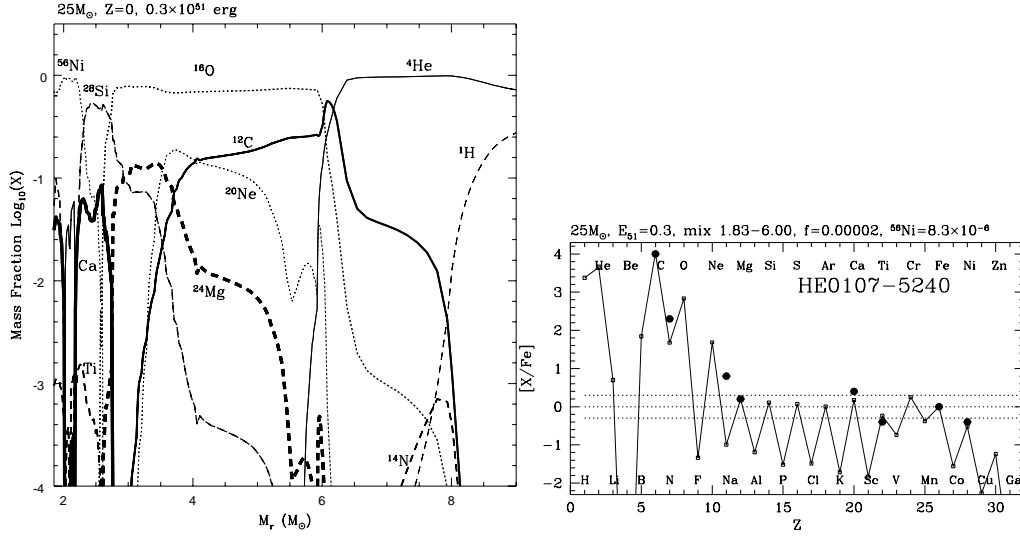 25M☉, Z=0, 0.3×10⁵¹ erg
⁵⁶Ni
¹⁶O
⁴He
²⁸Si
¹²C
¹H
²⁰Ne
Ca
²⁴Mg
Ti
¹⁴N
0
-1
-2
-3
-4
Mass Fraction Log₁₀(X)
2 4 6 8
Mᵣ (M☉)
25M☉, E₅₁=0.3, mix 1.83-6.00, f=0.00002, ⁵⁶Ni=8.3×10⁻⁶
He Be C O Ne Mg Si S Ar Ca Ti Cr Fe Ni Zn
HE0107-5240
4
3
2
1
0
-1
-2
[X/Fe]
H Li B N F Na Al P Cl K Sc V Mn Co Cu Ga
0 5 10 15 20 25 30
Z